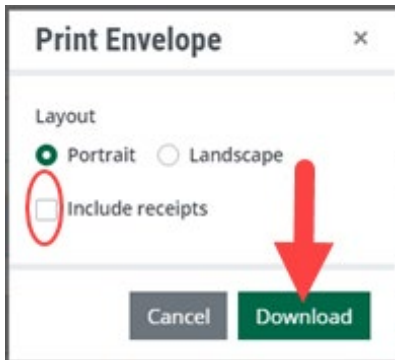 Print Envelope ×
Layout
Portrait Landscape
Include receipts
Cancel Download